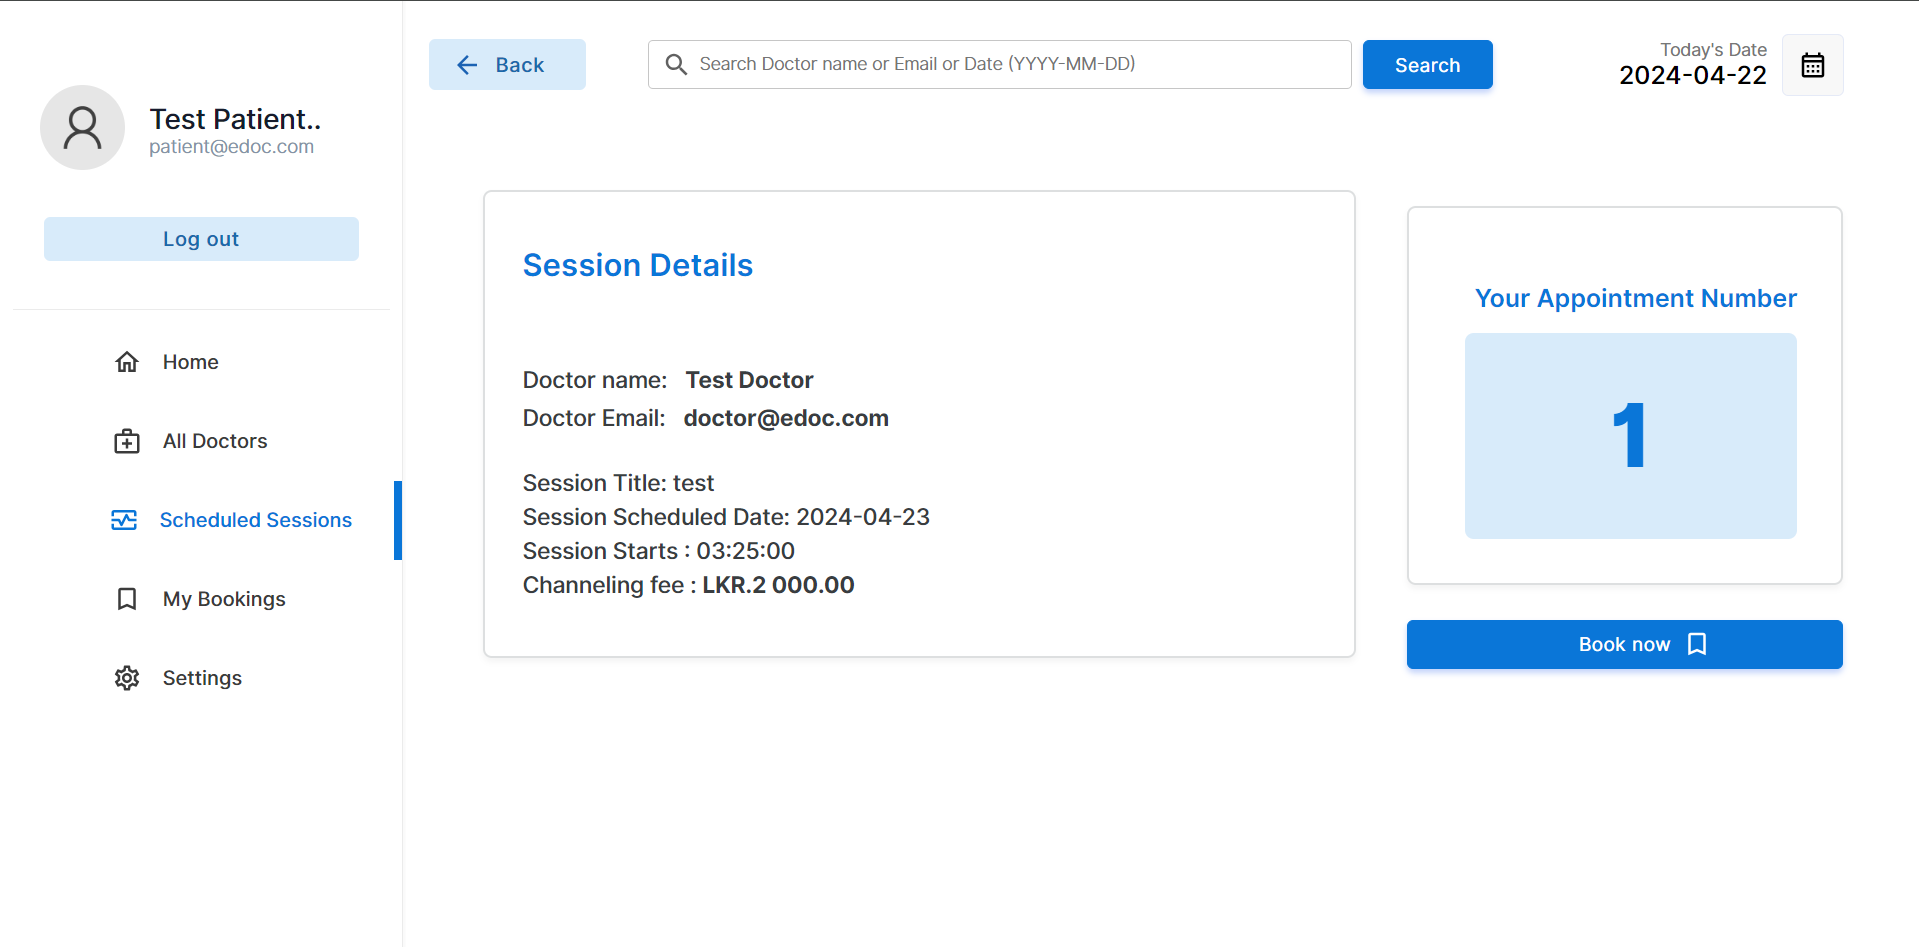 Test Patient..
patient@edoc.com
Log out
Home
All Doctors
Scheduled Sessions
My Bookings
Settings
Back
Search Doctor name or Email or Date (YYYY-MM-DD)
Search
Today's Date
2024-04-22
Session Details
Doctor name: Test Doctor
Doctor Email: doctor@edoc.com
Session Title: test
Session Scheduled Date: 2024-04-23
Session Starts : 03:25:00
Channeling fee : LKR.2 000.00
Your Appointment Number
1
Book now